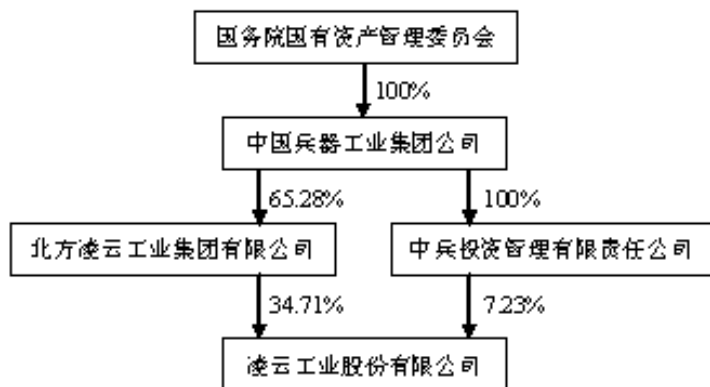 国务院国有资产管理委员会
100%
中国兵器工业集团公司
65.28%
100%
北方凌云工业集团有限公司
中兵投资管理有限责任公司
34.71%
7.23%
凌云工业股份有限公司